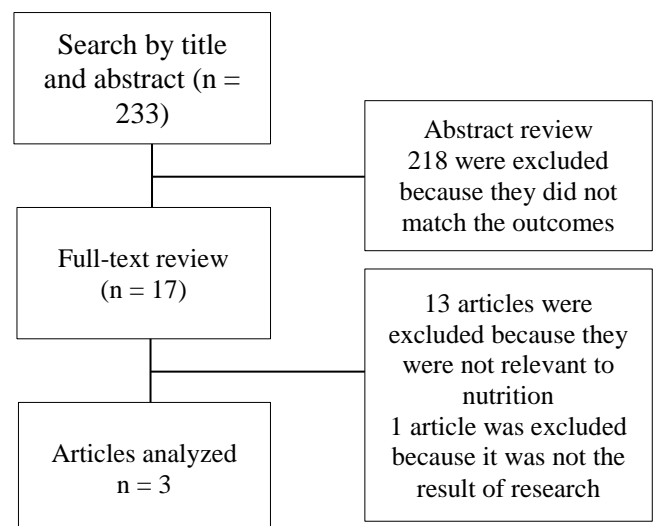 Search by title
and abstract (n =
233)
Abstract review
218 were excluded
because they did not
match the outcomes
Full-text review
(n = 17)
13 articles were
excluded because they
were not relevant to
nutrition
1 article was excluded
because it was not the
result of research
Articles analyzed
n = 3